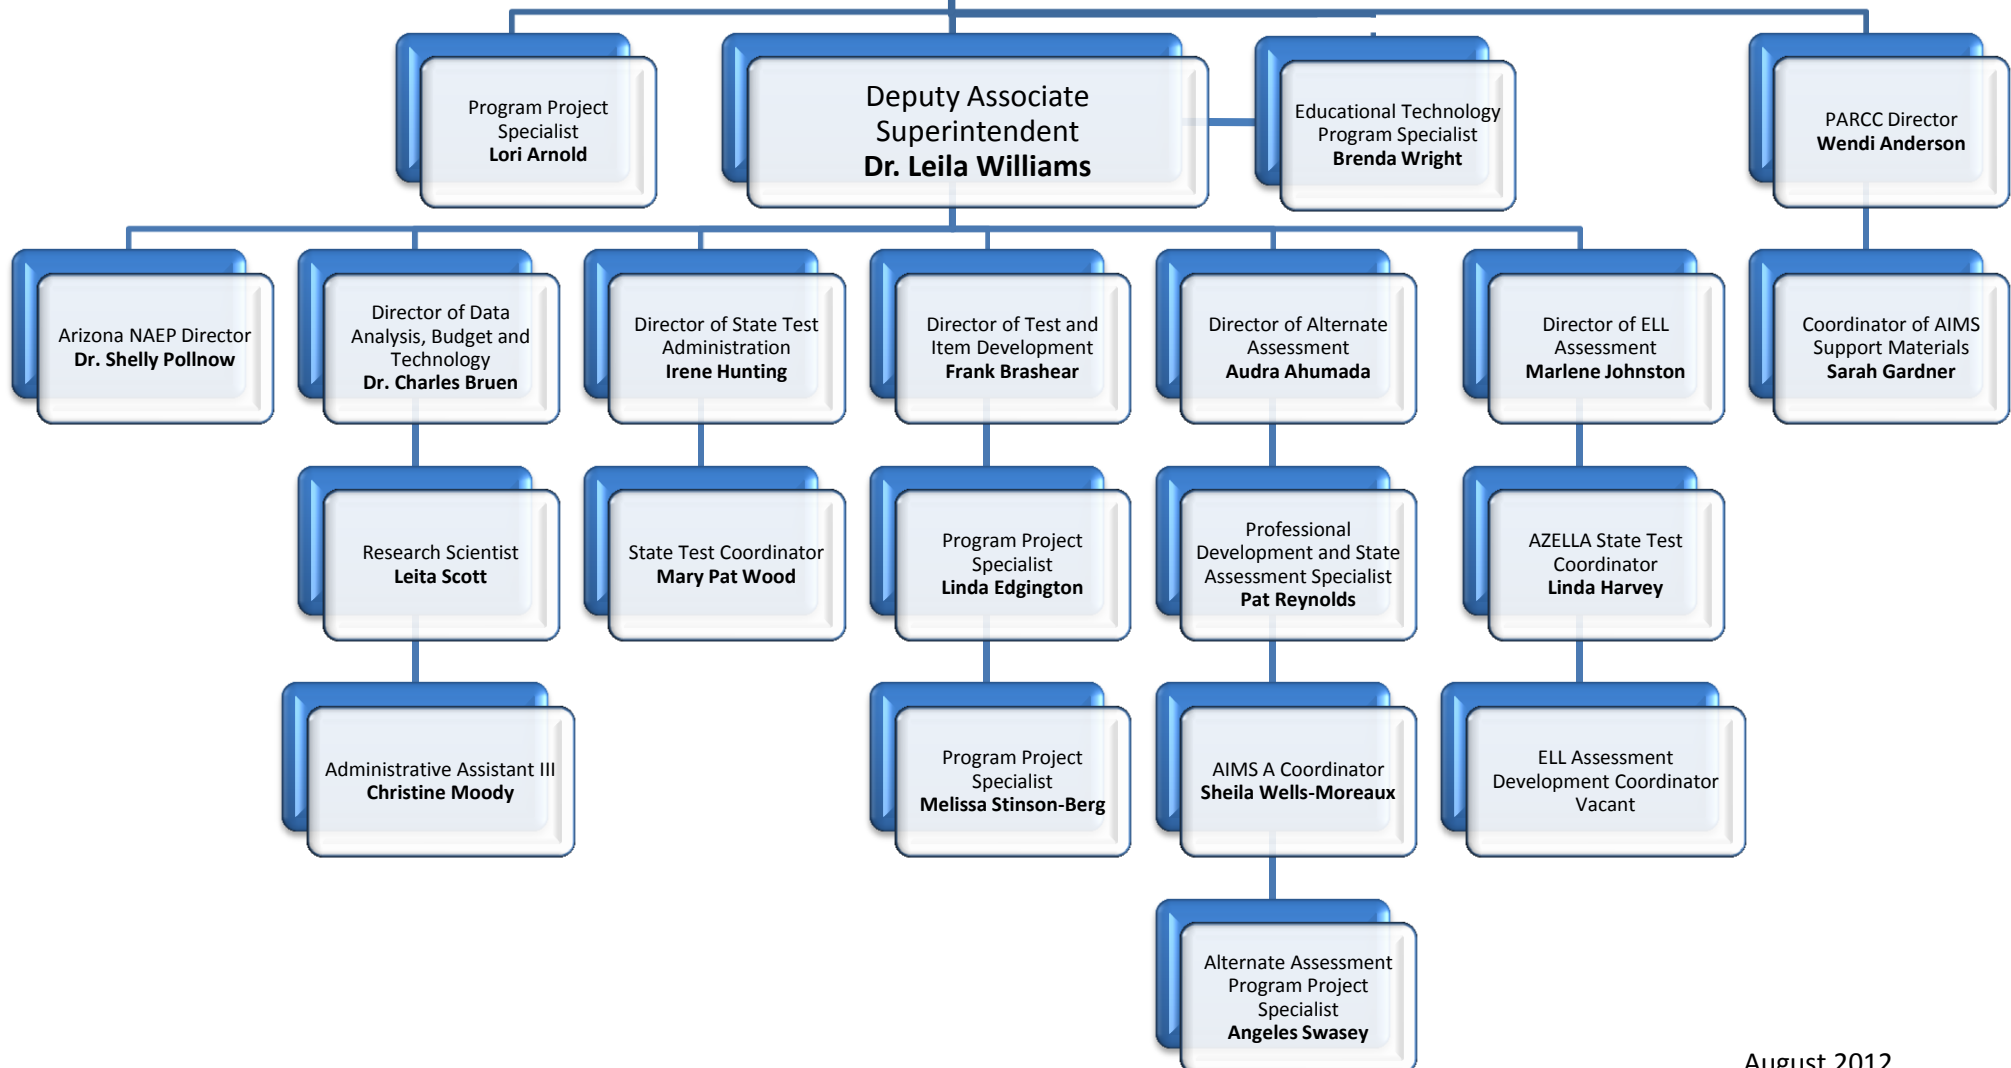 Program Project
Specialist
Lori Arnold
Deputy Associate
Superintendent
Dr. Leila Williams
Educational Technology
Program Specialist
Brenda Wright
PARCC Director
Wendi Anderson
Arizona NAEP Director
Dr. Shelly Pollnow
Director of Data
Analysis, Budget and
Technology
Dr. Charles Bruen
Director of State Test
Administration
Irene Hunting
Director of Test and
Item Development
Frank Brashear
Director of Alternate
Assessment
Audra Ahumada
Director of ELL
Assessment
Marlene Johnston
Coordinator of AIMS
Support Materials
Sarah Gardner
Research Scientist
Leita Scott
State Test Coordinator
Mary Pat Wood
Program Project
Specialist
Linda Edgington
Professional
Development and State
Assessment Specialist
Pat Reynolds
AZELLA State Test
Coordinator
Linda Harvey
Administrative Assistant III
Christine Moody
Program Project
Specialist
Melissa Stinson-Berg
AIMS A Coordinator
Sheila Wells-Moreaux
ELL Assessment
Development Coordinator
Vacant
Alternate Assessment
Program Project
Specialist
Angeles Swasey
August 2012